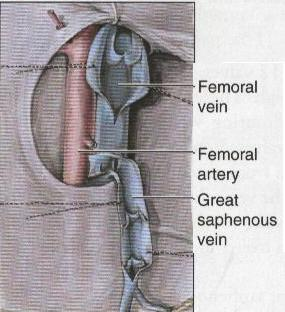 Femoral
vein
Femoral
artery
Great
saphenous
vein